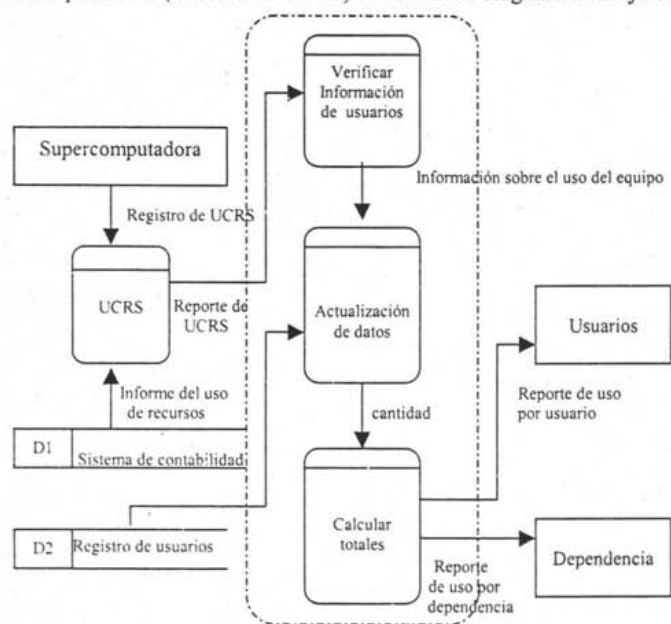 Verificar
Información
de usuarios
Supercomputadora
Información sobre el uso del equipo
Registro de UCRS
UCRS
Reporte de
UCRS
Actualización
de datos
Usuarios
Informe del uso
de recursos
cantidad
Reporte de uso
por usuario
D1
Sistema de contabilidad
D2
Registro de usuarios
Calcular
totales
Reporte
de uso por
dependencia
Dependencia